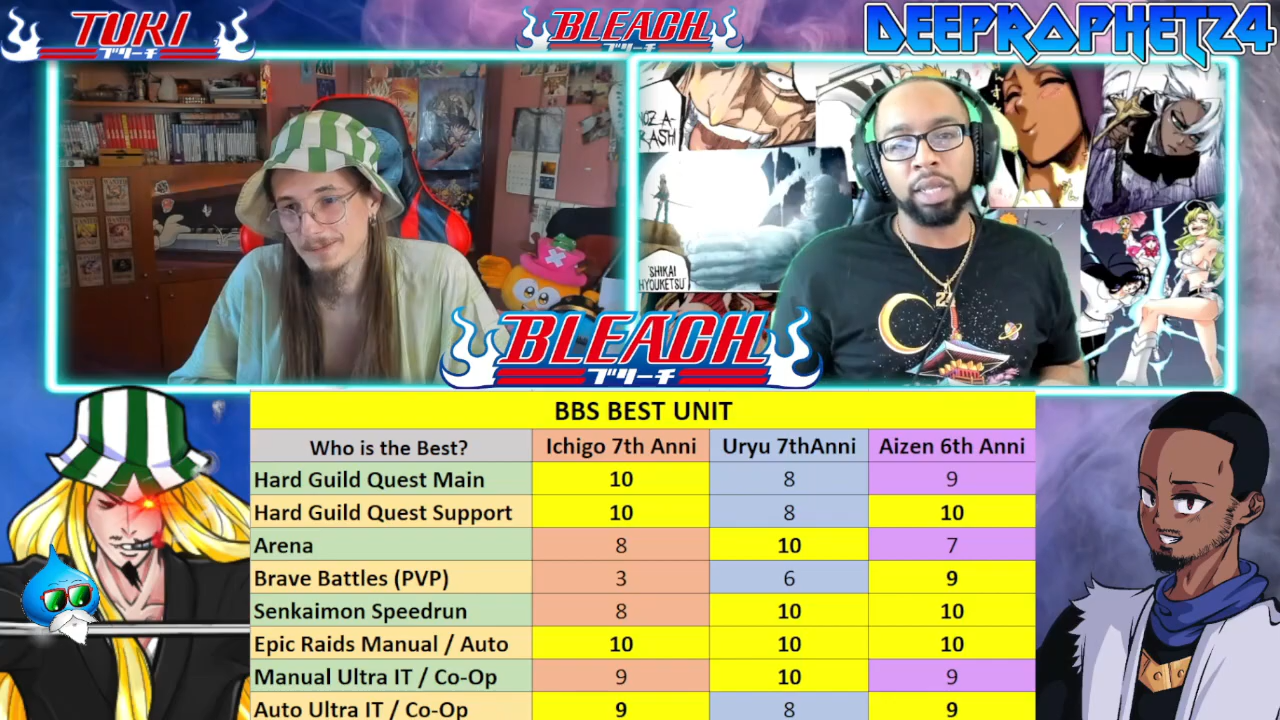 TUKI
ブリーチ
BLEACH
ブリーチ
DEEPROPHET24
NOZA-
RASHI
SHIKAI
HYOUKETSU
BLEACH
ブリーチ
BBS BEST UNIT
Who is the Best? Ichigo 7th Anni Uryu 7thAnni Aizen 6th Anni
Hard Guild Quest Main 10 8 9
Hard Guild Quest Support 10 8 10
Arena 8 10 7
Brave Battles (PVP) 3 6 9
Senkaimon Speedrun 8 10 10
Epic Raids Manual / Auto 10 10 10
Manual Ultra IT / Co-Op 9 10 9
Auto Ultra IT / Co-Op 9 8 9